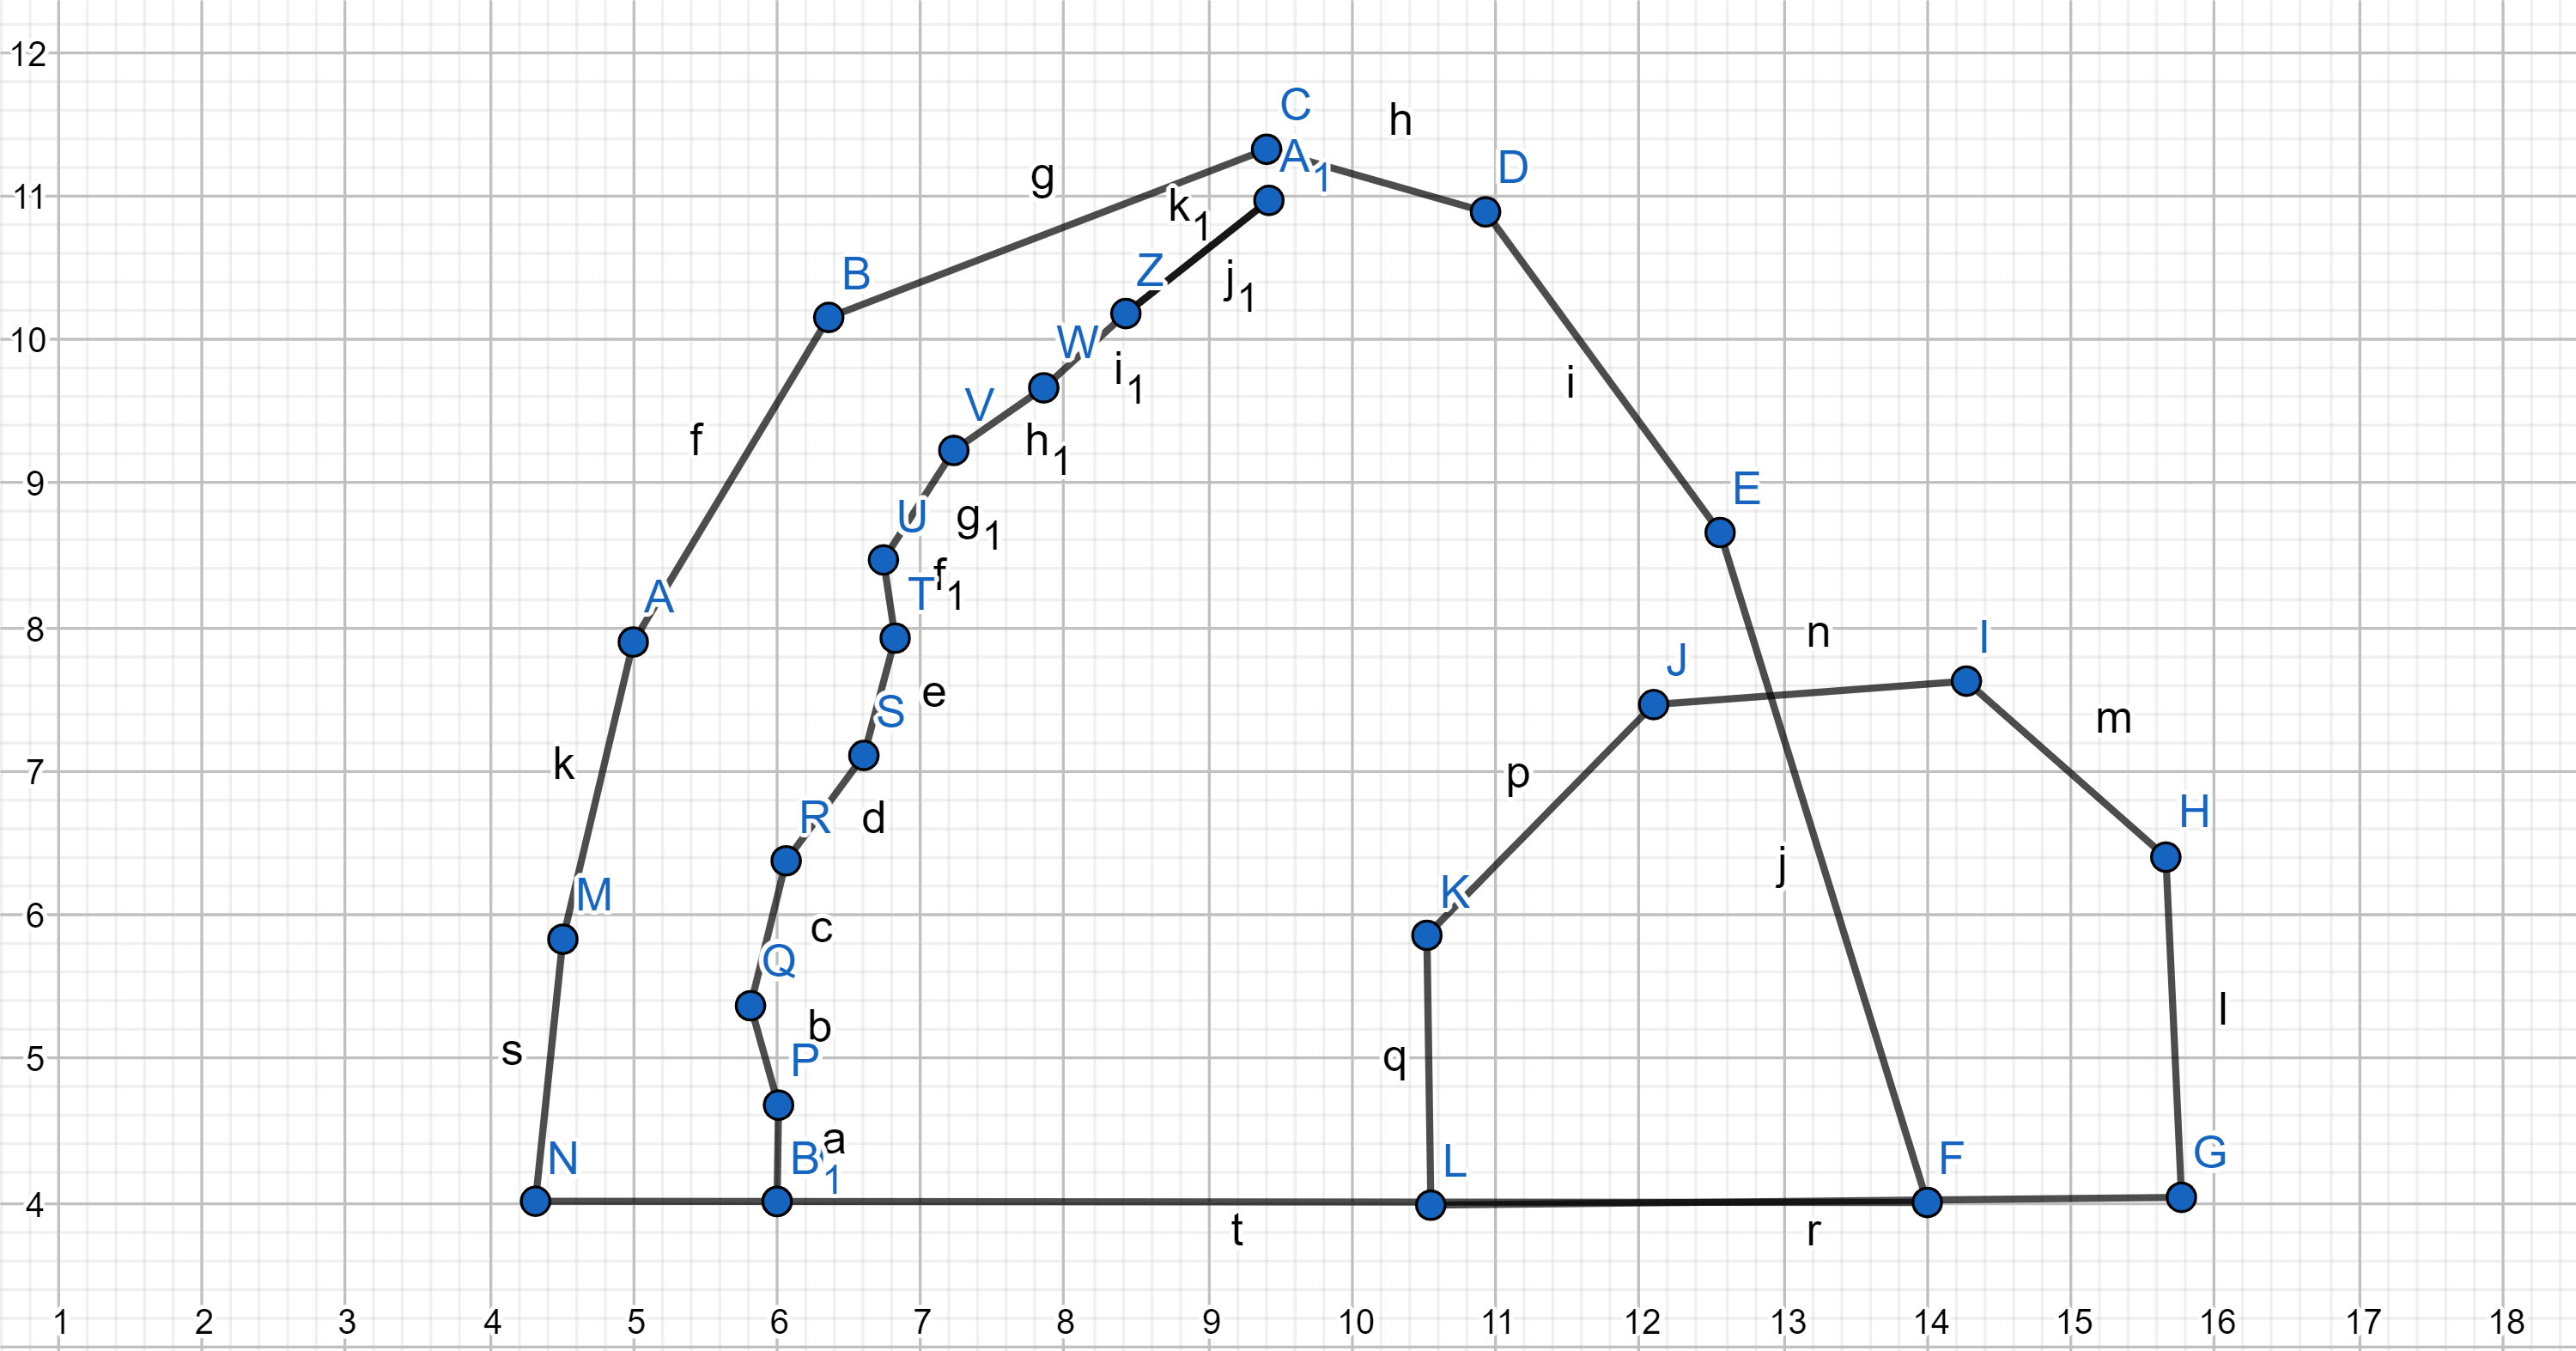 12
C
h
A₁
D
g
11
k₁
B
Z
j₁
W
10
i₁
i
V
f
h₁
9
E
U
g₁
f₁
T
A
8
n
I
J
e
S
m
k
7
p
H
R
d
K
M
6
c
Q
j
l
b
s
5
P
q
a
N
B₁
L
F
G
4
t
r
1 2 3 4 5 6 7 8 9 10 11 12 13 14 15 16 17 18